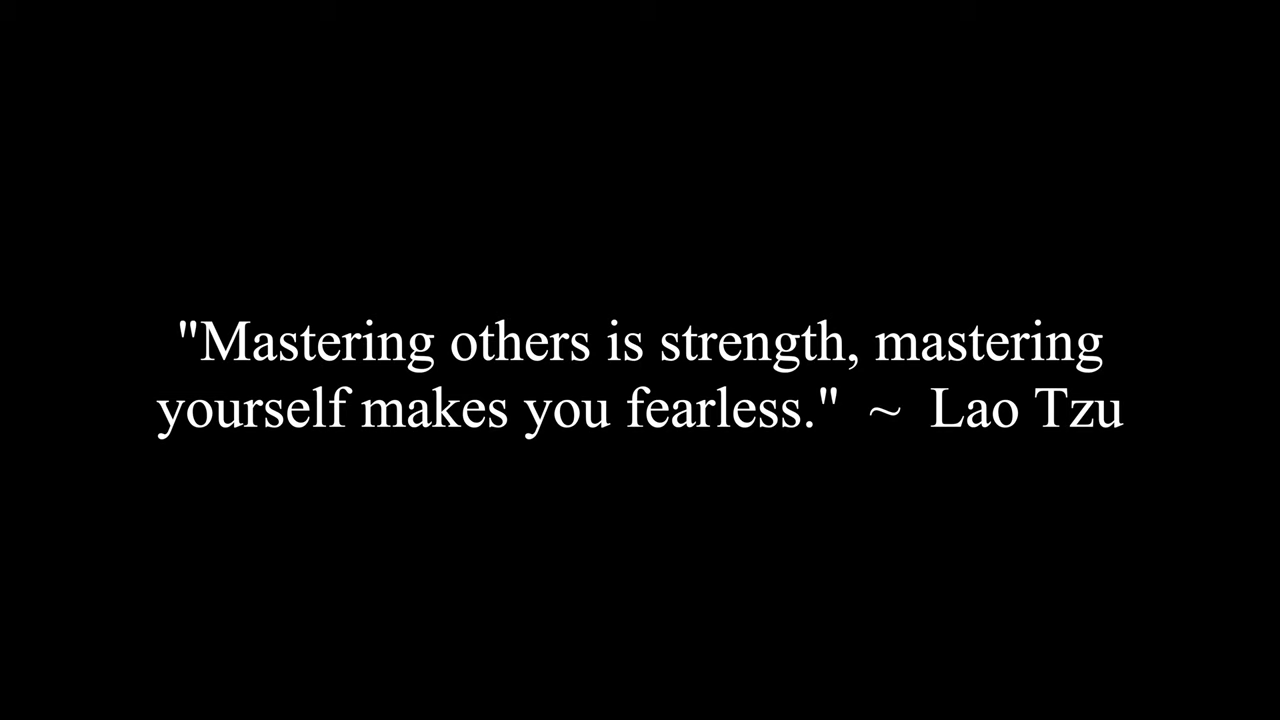 "Mastering others is strength, mastering
yourself makes you fearless."  ~  Lao Tzu